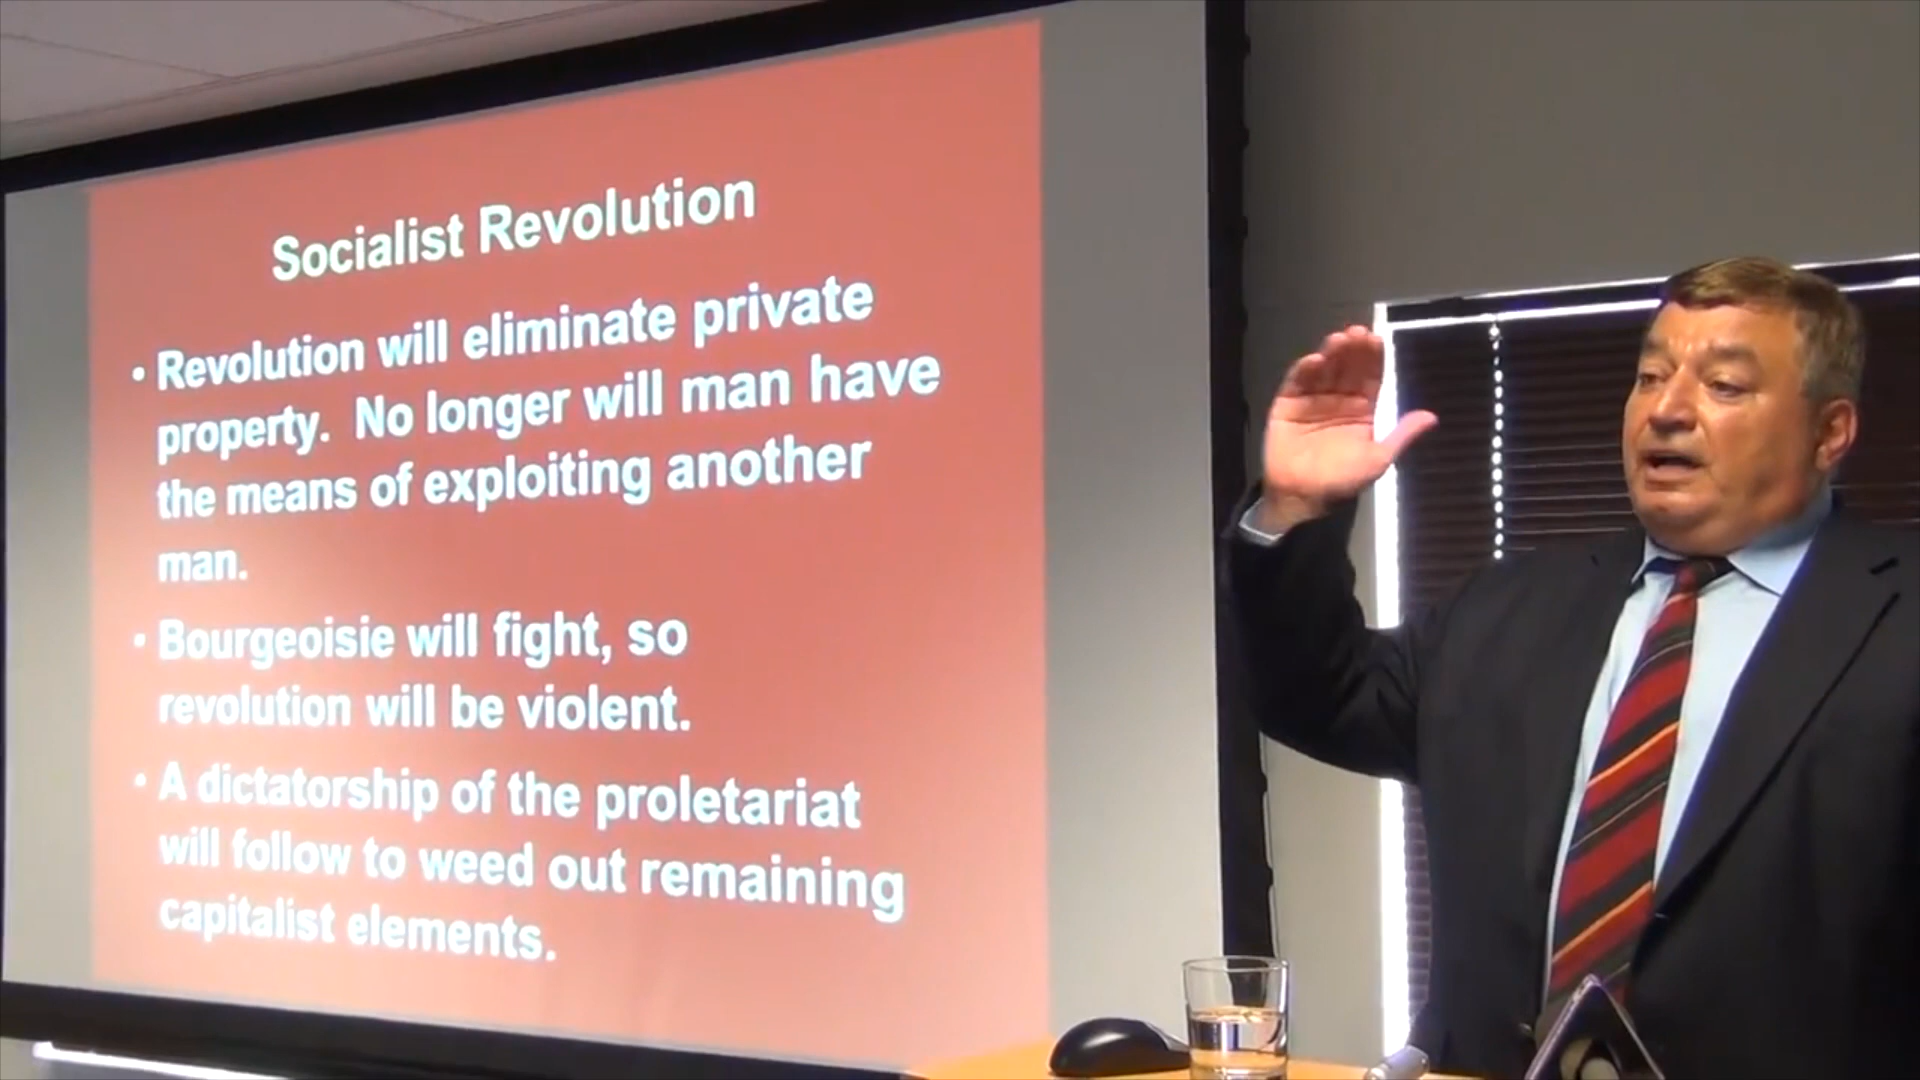 Socialist Revolution
• Revolution will eliminate private
property. No longer will man have
the means of exploiting another
man.
• Bourgeoisie will fight, so
revolution will be violent.
• A dictatorship of the proletariat
will follow to weed out remaining
capitalist elements.